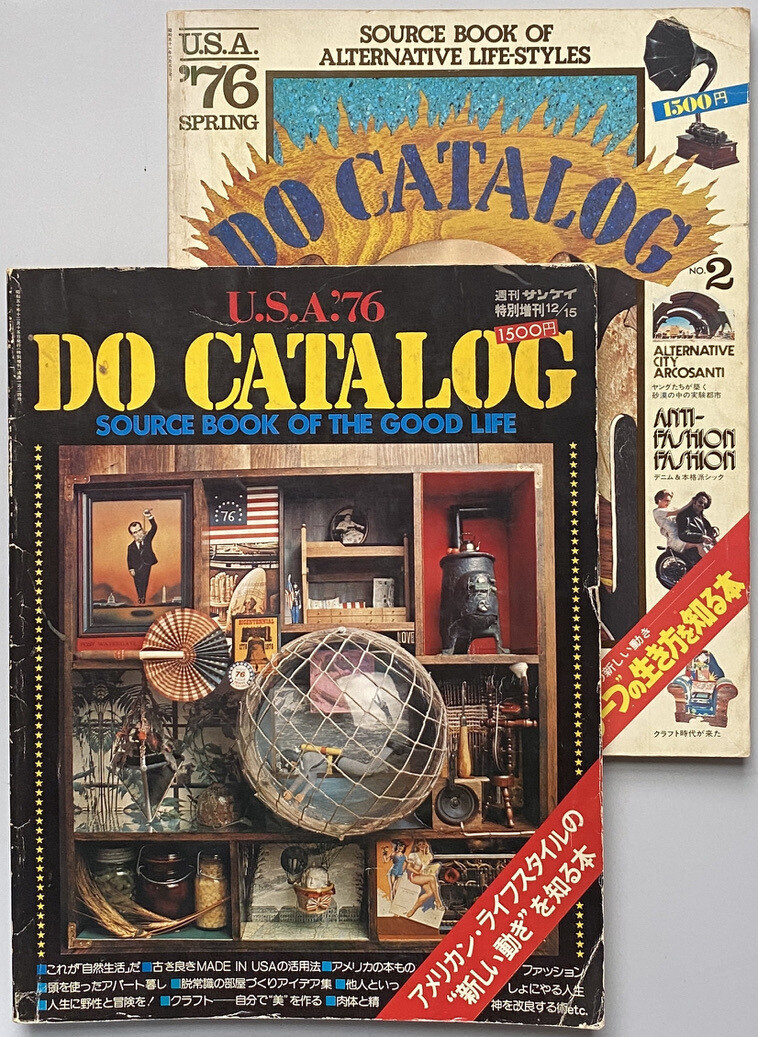 U.S.A.
'76
SPRING
SOURCE BOOK OF
ALTERNATIVE LIFE-STYLES
1500円
DO CATALOG
NO.2
ALTERNATIVE
CITY
ARCOSANTI
ヤングたちが築く
砂漠の中の実験都市
ANTI-
FASHION
FASHION
デニム&本格派シック
新しい動き
の生き方を知る本
クラフト時代が来た
U.S.A.'76
週刊サンケイ
特別増刊12/15
1500円
DO CATALOG
SOURCE BOOK OF THE GOOD LIFE
76
BICENTENNIAL
LOVE
76
アメリカン・ライフスタイルの
"新しい動き"を知る本
■これが"自然生活"だ ■古き良きMADE IN USAの活用法 ■アメリカの本もの
ファッション
■頭を使ったアパート暮し ■脱常識の部屋づくりアイデア集 ■他人といっ
しょにやる人生
■人生に野性と冒険を! ■クラフト──自分で"美"を作る ■肉体と精
神を改良する術etc.